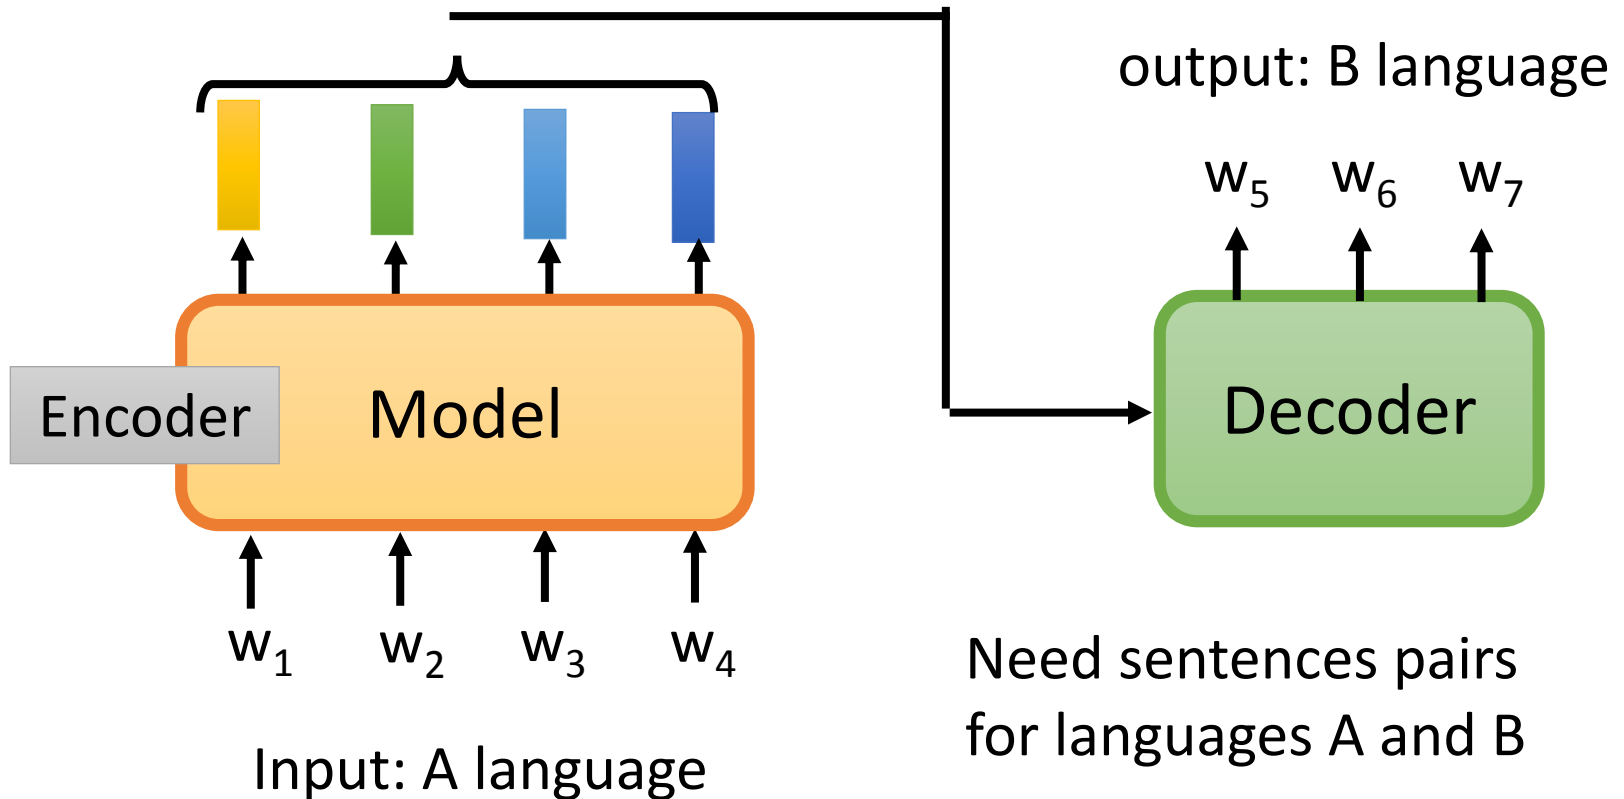 output: B language
w5 w6 w7
Encoder
Model
Decoder
w1 w2 w3 w4
Need sentences pairs
for languages A and B
Input: A language